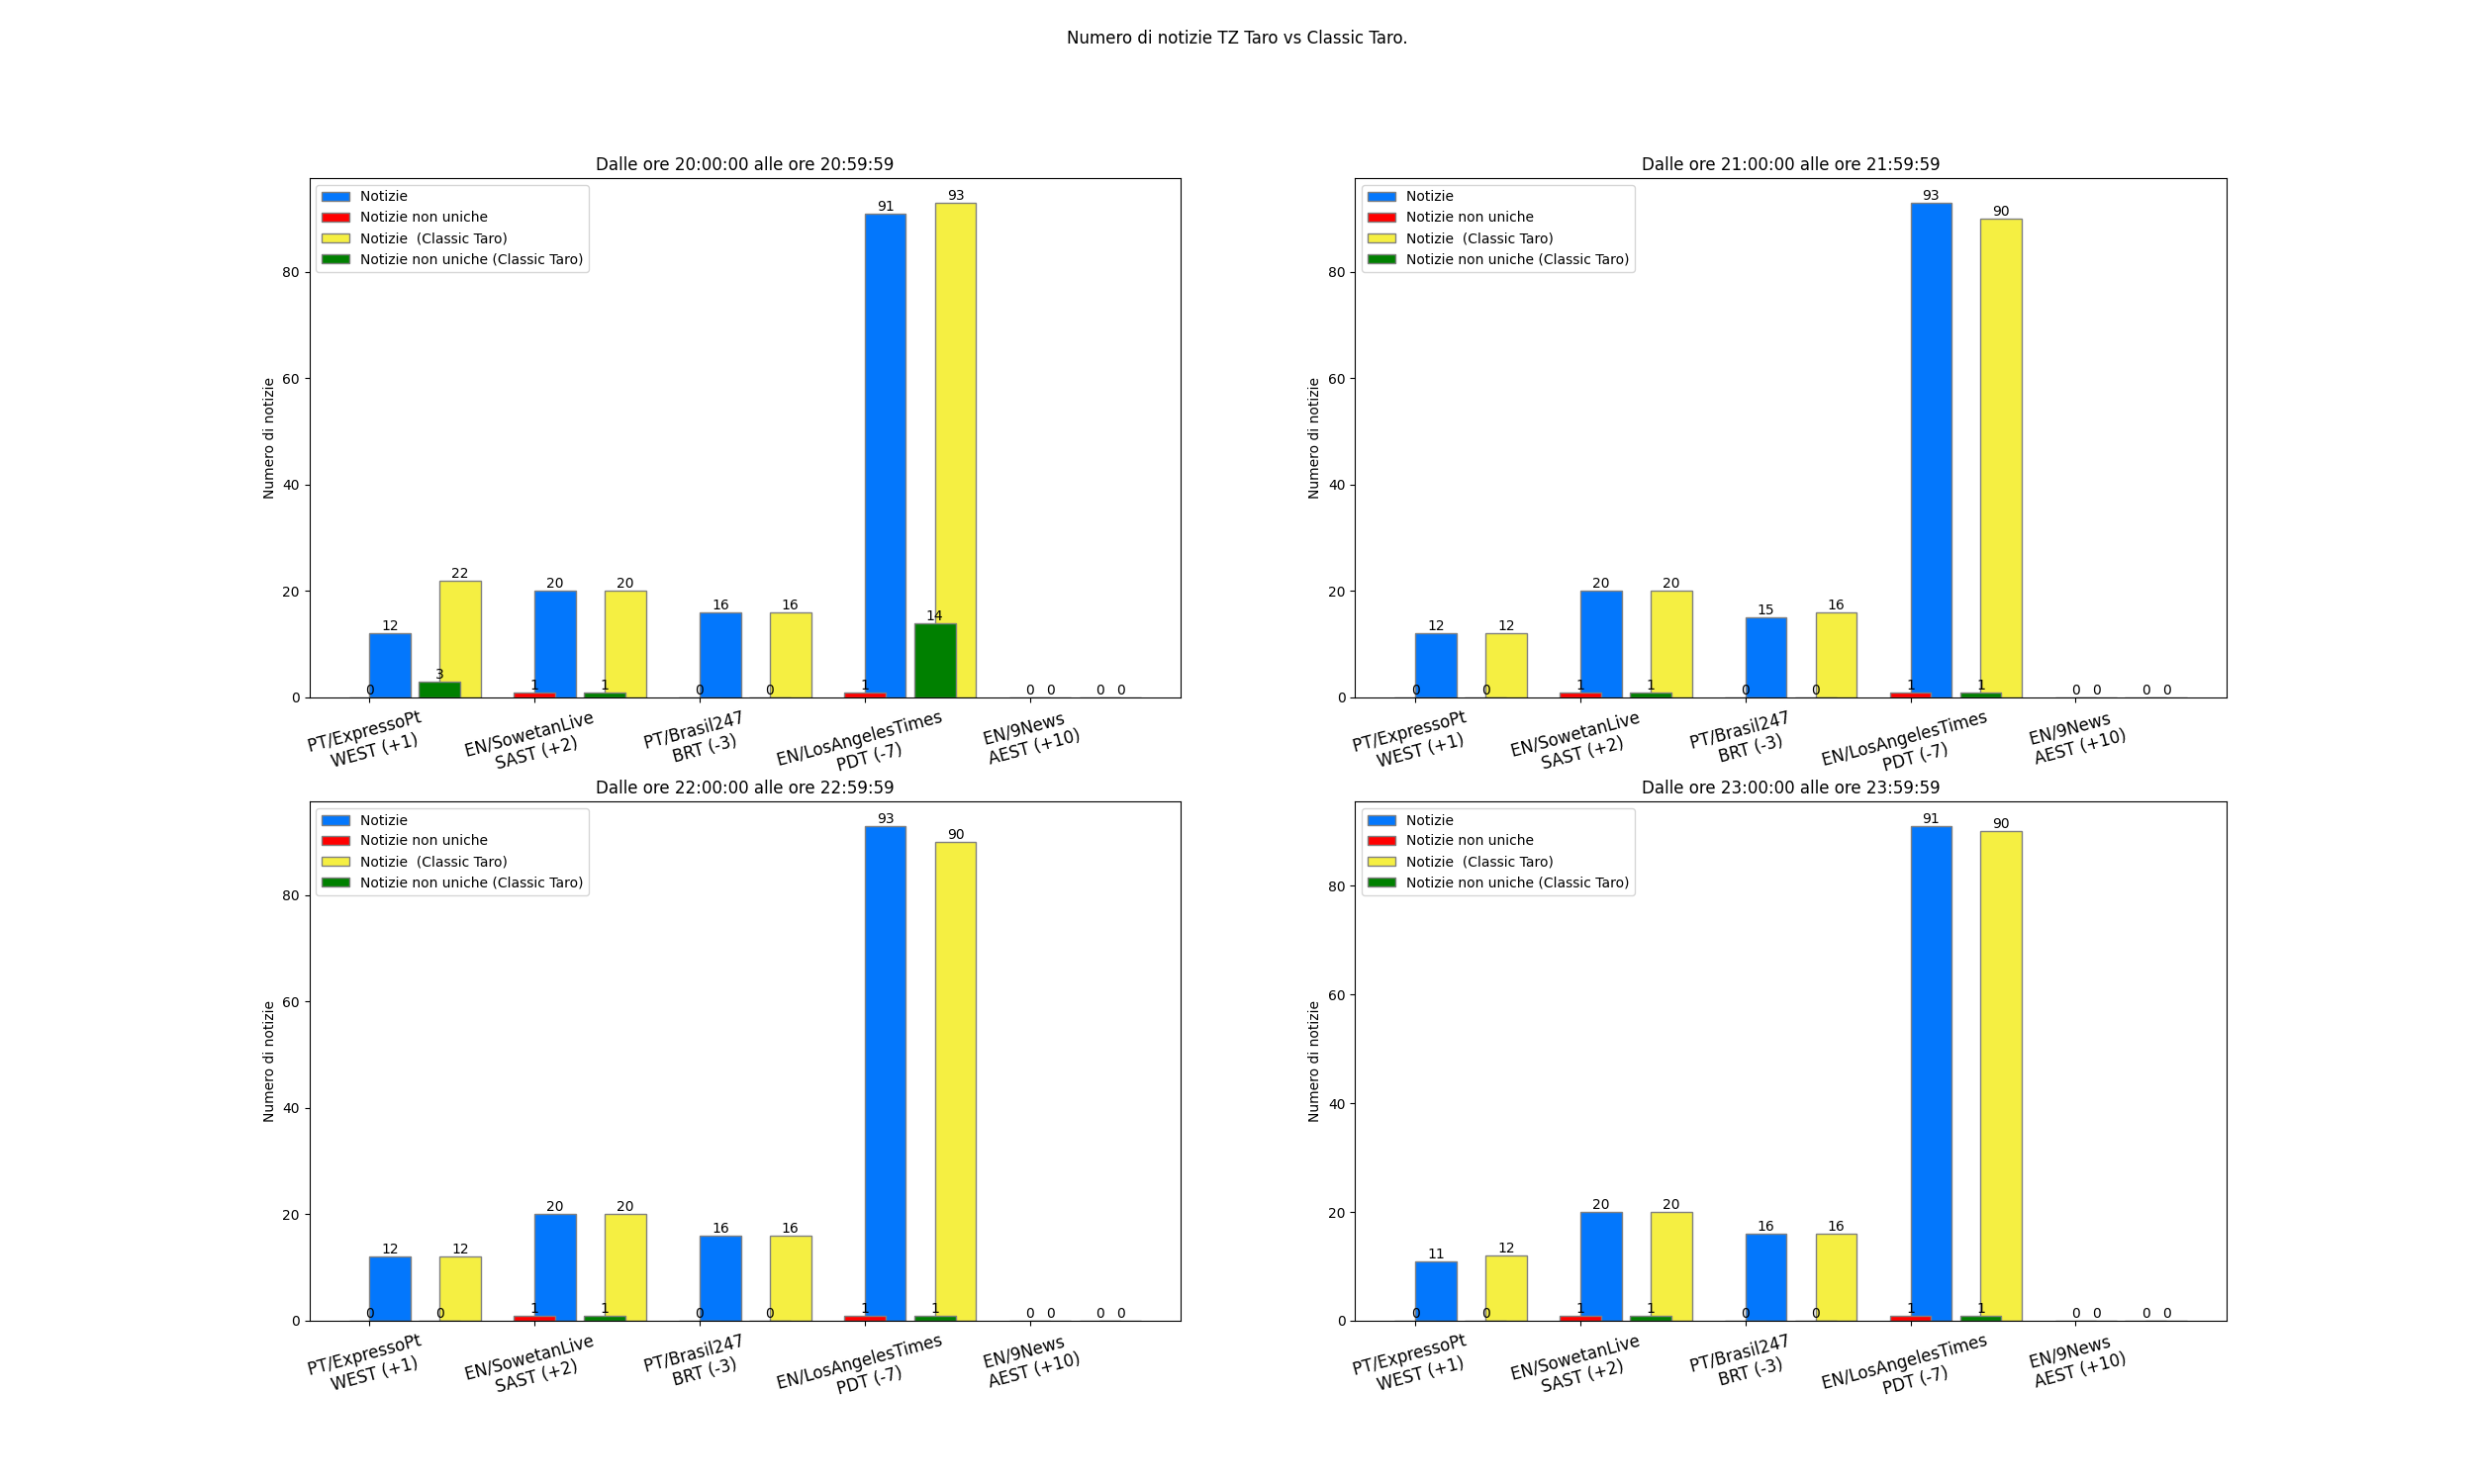 Numero di notizie TZ Taro vs Classic Taro.
Dalle ore 20:00:00 alle ore 20:59:59
Notizie
Notizie non uniche
Notizie  (Classic Taro)
Notizie non uniche (Classic Taro)
Numero di notizie
80
60
40
20
0
12
22
20
20
16
16
91
93
0
3
1
1
0
0
1
14
0
0
0
0
PT/ExpressoPt
WEST (+1)
EN/SowetanLive
SAST (+2)
PT/Brasil247
BRT (-3)
EN/LosAngelesTimes
PDT (-7)
EN/9News
AEST (+10)
Dalle ore 21:00:00 alle ore 21:59:59
Notizie
Notizie non uniche
Notizie  (Classic Taro)
Notizie non uniche (Classic Taro)
Numero di notizie
80
60
40
20
0
12
12
20
20
15
16
93
90
0
0
1
1
0
0
1
1
0
0
0
0
PT/ExpressoPt
WEST (+1)
EN/SowetanLive
SAST (+2)
PT/Brasil247
BRT (-3)
EN/LosAngelesTimes
PDT (-7)
EN/9News
AEST (+10)
Dalle ore 22:00:00 alle ore 22:59:59
Notizie
Notizie non uniche
Notizie  (Classic Taro)
Notizie non uniche (Classic Taro)
Numero di notizie
80
60
40
20
0
12
12
20
20
16
16
93
90
0
0
1
1
0
0
1
1
0
0
0
0
PT/ExpressoPt
WEST (+1)
EN/SowetanLive
SAST (+2)
PT/Brasil247
BRT (-3)
EN/LosAngelesTimes
PDT (-7)
EN/9News
AEST (+10)
Dalle ore 23:00:00 alle ore 23:59:59
Notizie
Notizie non uniche
Notizie  (Classic Taro)
Notizie non uniche (Classic Taro)
Numero di notizie
80
60
40
20
0
11
12
20
20
16
16
91
90
0
0
1
1
0
0
1
1
0
0
0
0
PT/ExpressoPt
WEST (+1)
EN/SowetanLive
SAST (+2)
PT/Brasil247
BRT (-3)
EN/LosAngelesTimes
PDT (-7)
EN/9News
AEST (+10)